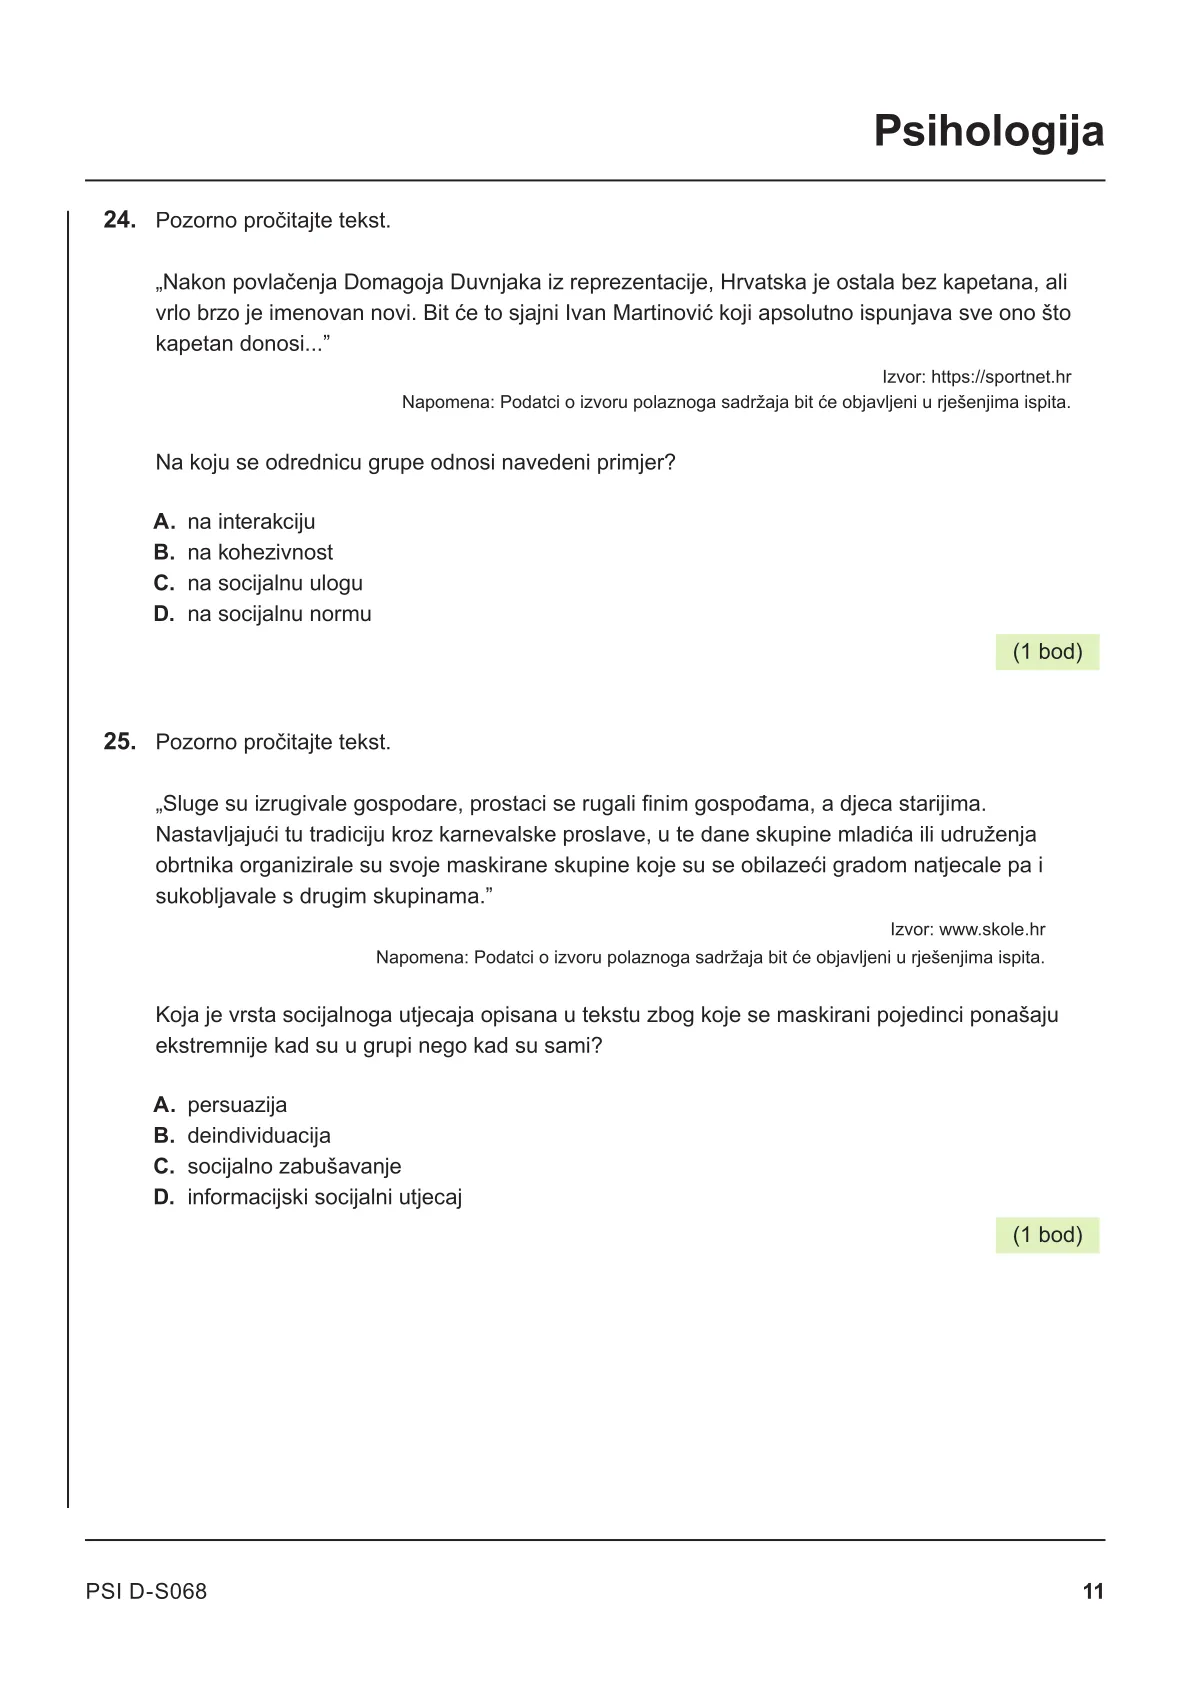 Psihologija
24. Pozorno pročitajte tekst.
„Nakon povlačenja Domagoja Duvnjaka iz reprezentacije, Hrvatska je ostala bez kapetana, ali
vrlo brzo je imenovan novi. Bit će to sjajni Ivan Martinović koji apsolutno ispunjava sve ono što
kapetan donosi...”
Izvor: https://sportnet.hr
Napomena: Podatci o izvoru polaznoga sadržaja bit će objavljeni u rješenjima ispita.
Na koju se odrednicu grupe odnosi navedeni primjer?
A. na interakciju
B. na kohezivnost
C. na socijalnu ulogu
D. na socijalnu normu
(1 bod)
25. Pozorno pročitajte tekst.
„Sluge su izrugivale gospodare, prostaci se rugali finim gospođama, a djeca starijima.
Nastavljajući tu tradiciju kroz karnevalske proslave, u te dane skupine mladića ili udruženja
obrtnika organizirale su svoje maskirane skupine koje su se obilazeći gradom natjecale pa i
sukobljavale s drugim skupinama.”
Izvor: www.skole.hr
Napomena: Podatci o izvoru polaznoga sadržaja bit će objavljeni u rješenjima ispita.
Koja je vrsta socijalnoga utjecaja opisana u tekstu zbog koje se maskirani pojedinci ponašaju
ekstremnije kad su u grupi nego kad su sami?
A. persuazija
B. deindividuacija
C. socijalno zabušavanje
D. informacijski socijalni utjecaj
(1 bod)
PSI D-S068
11